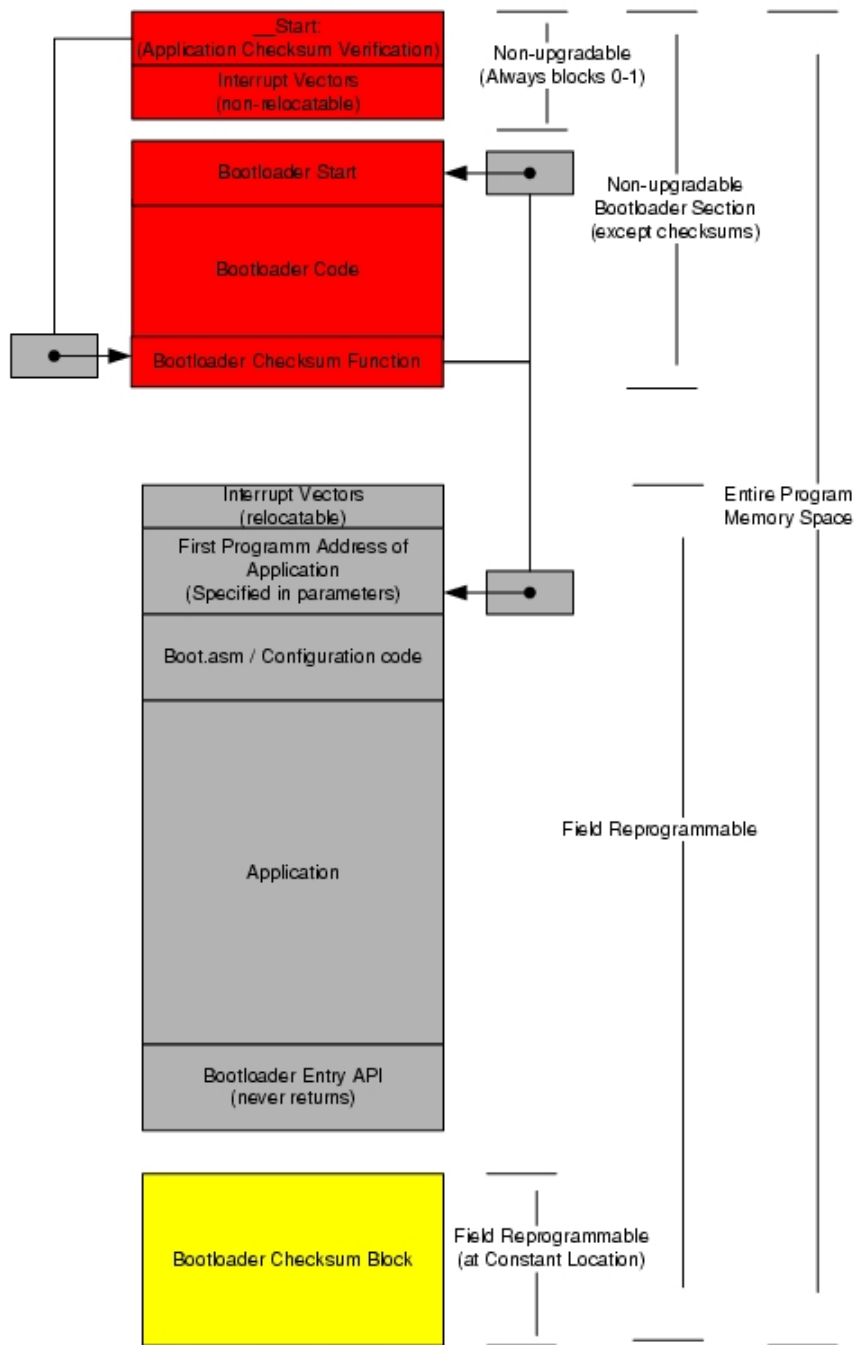 __Start:
(Application Checksum Verification)
Interrupt Vectors
(non-relocatable)
Non-upgradable
(Always blocks 0-1)
Bootloader Start
Non-upgradable
Bootloader Section
(except checksums)
Bootloader Code
Bootloader Checksum Function
Interrupt Vectors
(relocatable)
Entire Program
Memory Space
First Programm Address of
Application
(Specified in parameters)
Boot.asm / Configuration code
Field Reprogrammable
Application
Bootloader Entry API
(never returns)
Bootloader Checksum Block
Field Reprogrammable
(at Constant Location)